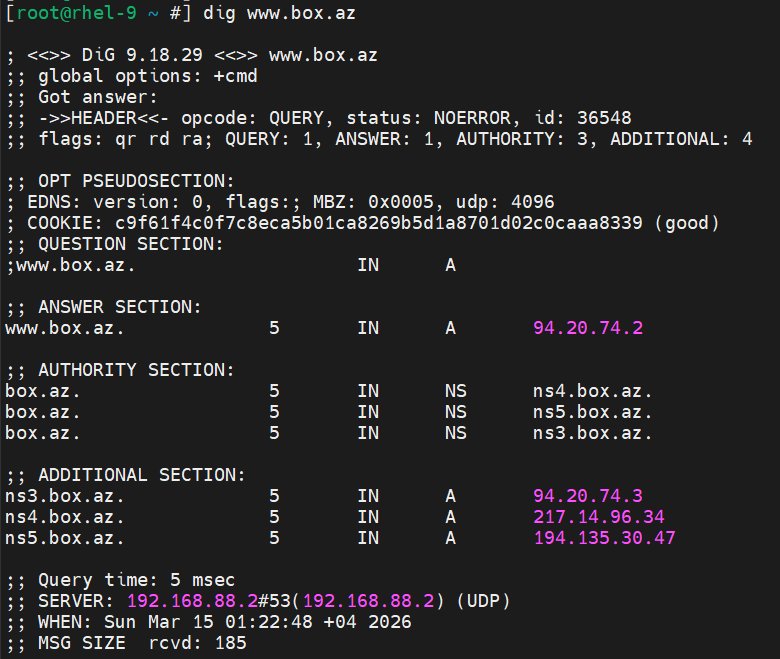 [root@rhel-9 ~ #] dig www.box.az
; <<>> DiG 9.18.29 <<>> www.box.az
;; global options: +cmd
;; Got answer:
;; ->>HEADER<<- opcode: QUERY, status: NOERROR, id: 36548
;; flags: qr rd ra; QUERY: 1, ANSWER: 1, AUTHORITY: 3, ADDITIONAL: 4
;; OPT PSEUDOSECTION:
; EDNS: version: 0, flags:; MBZ: 0x0005, udp: 4096
; COOKIE: c9f61f4c0f7c8eca5b01ca8269b5d1a8701d02c0caaa8339 (good)
;; QUESTION SECTION:
;www.box.az. IN A
;; ANSWER SECTION:
www.box.az. 5 IN A 94.20.74.2
;; AUTHORITY SECTION:
box.az. 5 IN NS ns4.box.az.
box.az. 5 IN NS ns5.box.az.
box.az. 5 IN NS ns3.box.az.
;; ADDITIONAL SECTION:
ns3.box.az. 5 IN A 94.20.74.3
ns4.box.az. 5 IN A 217.14.96.34
ns5.box.az. 5 IN A 194.135.30.47
;; Query time: 5 msec
;; SERVER: 192.168.88.2#53(192.168.88.2) (UDP)
;; WHEN: Sun Mar 15 01:22:48 +04 2026
;; MSG SIZE rcvd: 185